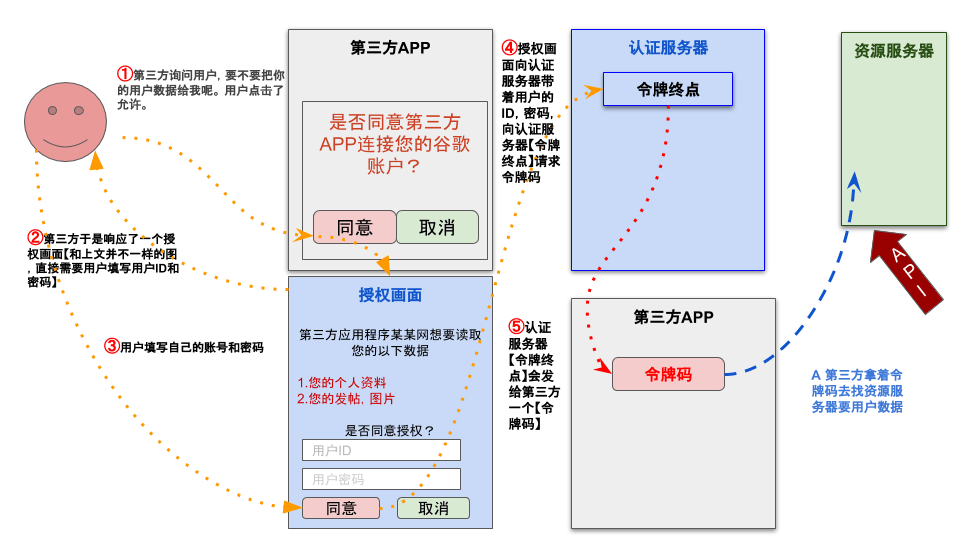 ①第三方询问用户, 要不要把你
的用户数据给我呢。用户点击了
允许。
第三方APP
是否同意第三方
APP连接您的谷歌
账户？
同意
取消
②第三方于是响应了一个授
权画面【和上文并不一样的图
, 直接需要用户填写用户ID和
密码】
③用户填写自己的账号和密码
授权画面
第三方应用程序某某网想要读取
您的以下数据
1.您的个人资料
2.您的发帖, 图片
是否同意授权？
用户ID
用户密码
同意
取消
④授权画
面向认证
服务器带
着用户的
ID, 密码,
向认证服
务器【令牌
终点】请求
令牌码
认证服务器
令牌终点
⑤认证
服务器
【令牌终
点】会发
给第三方
一个【令
牌码】
第三方APP
令牌码
资源服务器
API
A 第三方拿着令
牌码去找资源服
务器要用户数据